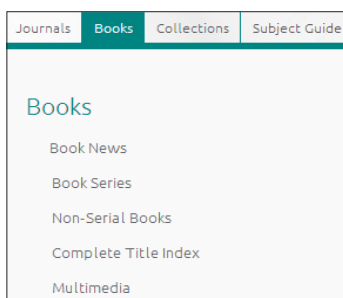 Journals Books Collections Subject Guide
Books
Book News
Book Series
Non-Serial Books
Complete Title Index
Multimedia